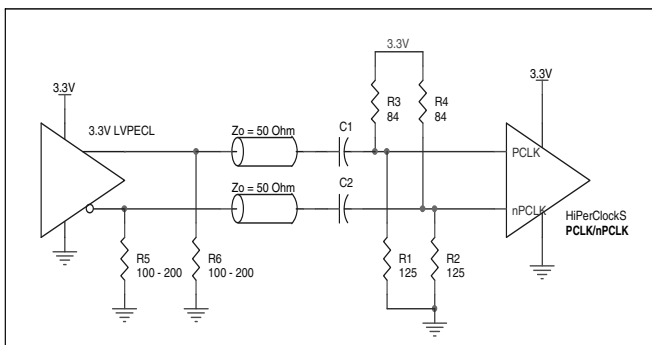 3.3V
3.3V
3.3V
3.3V LVPECL
R3
84
R4
84
Zo = 50 Ohm
C1
PCLK
Zo = 50 Ohm
C2
nPCLK
HiPerClockS
PCLK/nPCLK
R5
100 - 200
R6
100 - 200
R1
125
R2
125